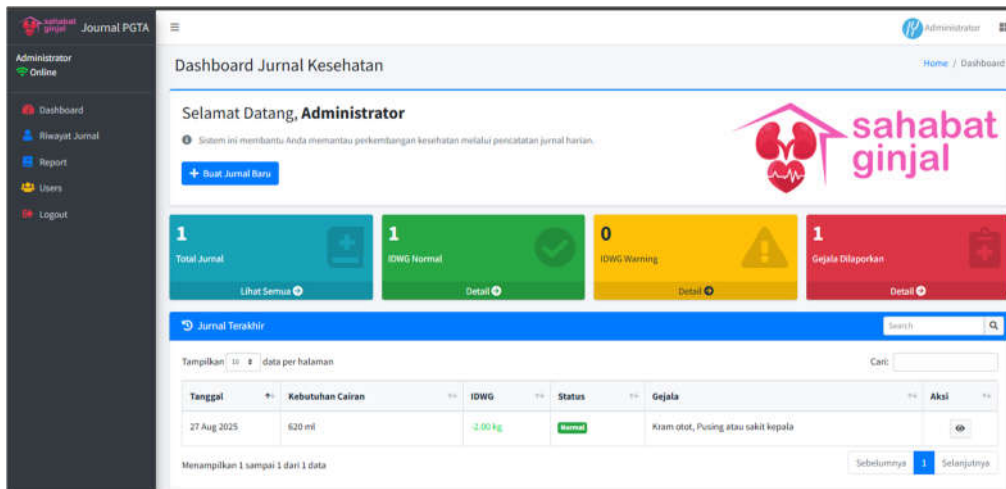 sahabat ginjal Journal PGTA
Administrator
Administrator
Online
Dashboard Jurnal Kesehatan
Home / Dashboard
Dashboard
Riwayat Jurnal
Report
Users
Logout
Selamat Datang, Administrator
Sistem ini membantu Anda memantau perkembangan kesehatan melalui pencatatan jurnal harian.
+ Buat Jurnal Baru
sahabat
ginjal
1
Total Jurnal
Lihat Semua
1
IDWG Normal
Detail
0
IDWG Warning
Detail
1
Gejala Dilaporkan
Detail
Jurnal Terakhir
Search
Tampilkan 10 data per halaman
Cari:
Tanggal Kebutuhan Cairan IDWG Status Gejala Aksi
27 Aug 2025 620 ml -2.00 kg Normal Kram otot, Pusing atau sakit kepala
Menampilkan 1 sampai 1 dari 1 data
Sebelumnya 1 Selanjutnya